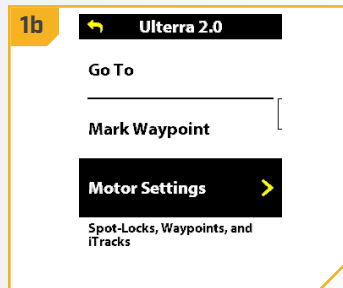 1b
Ulterra 2.0
Go To
Mark Waypoint
Motor Settings
Spot-Locks, Waypoints, and
iTracks